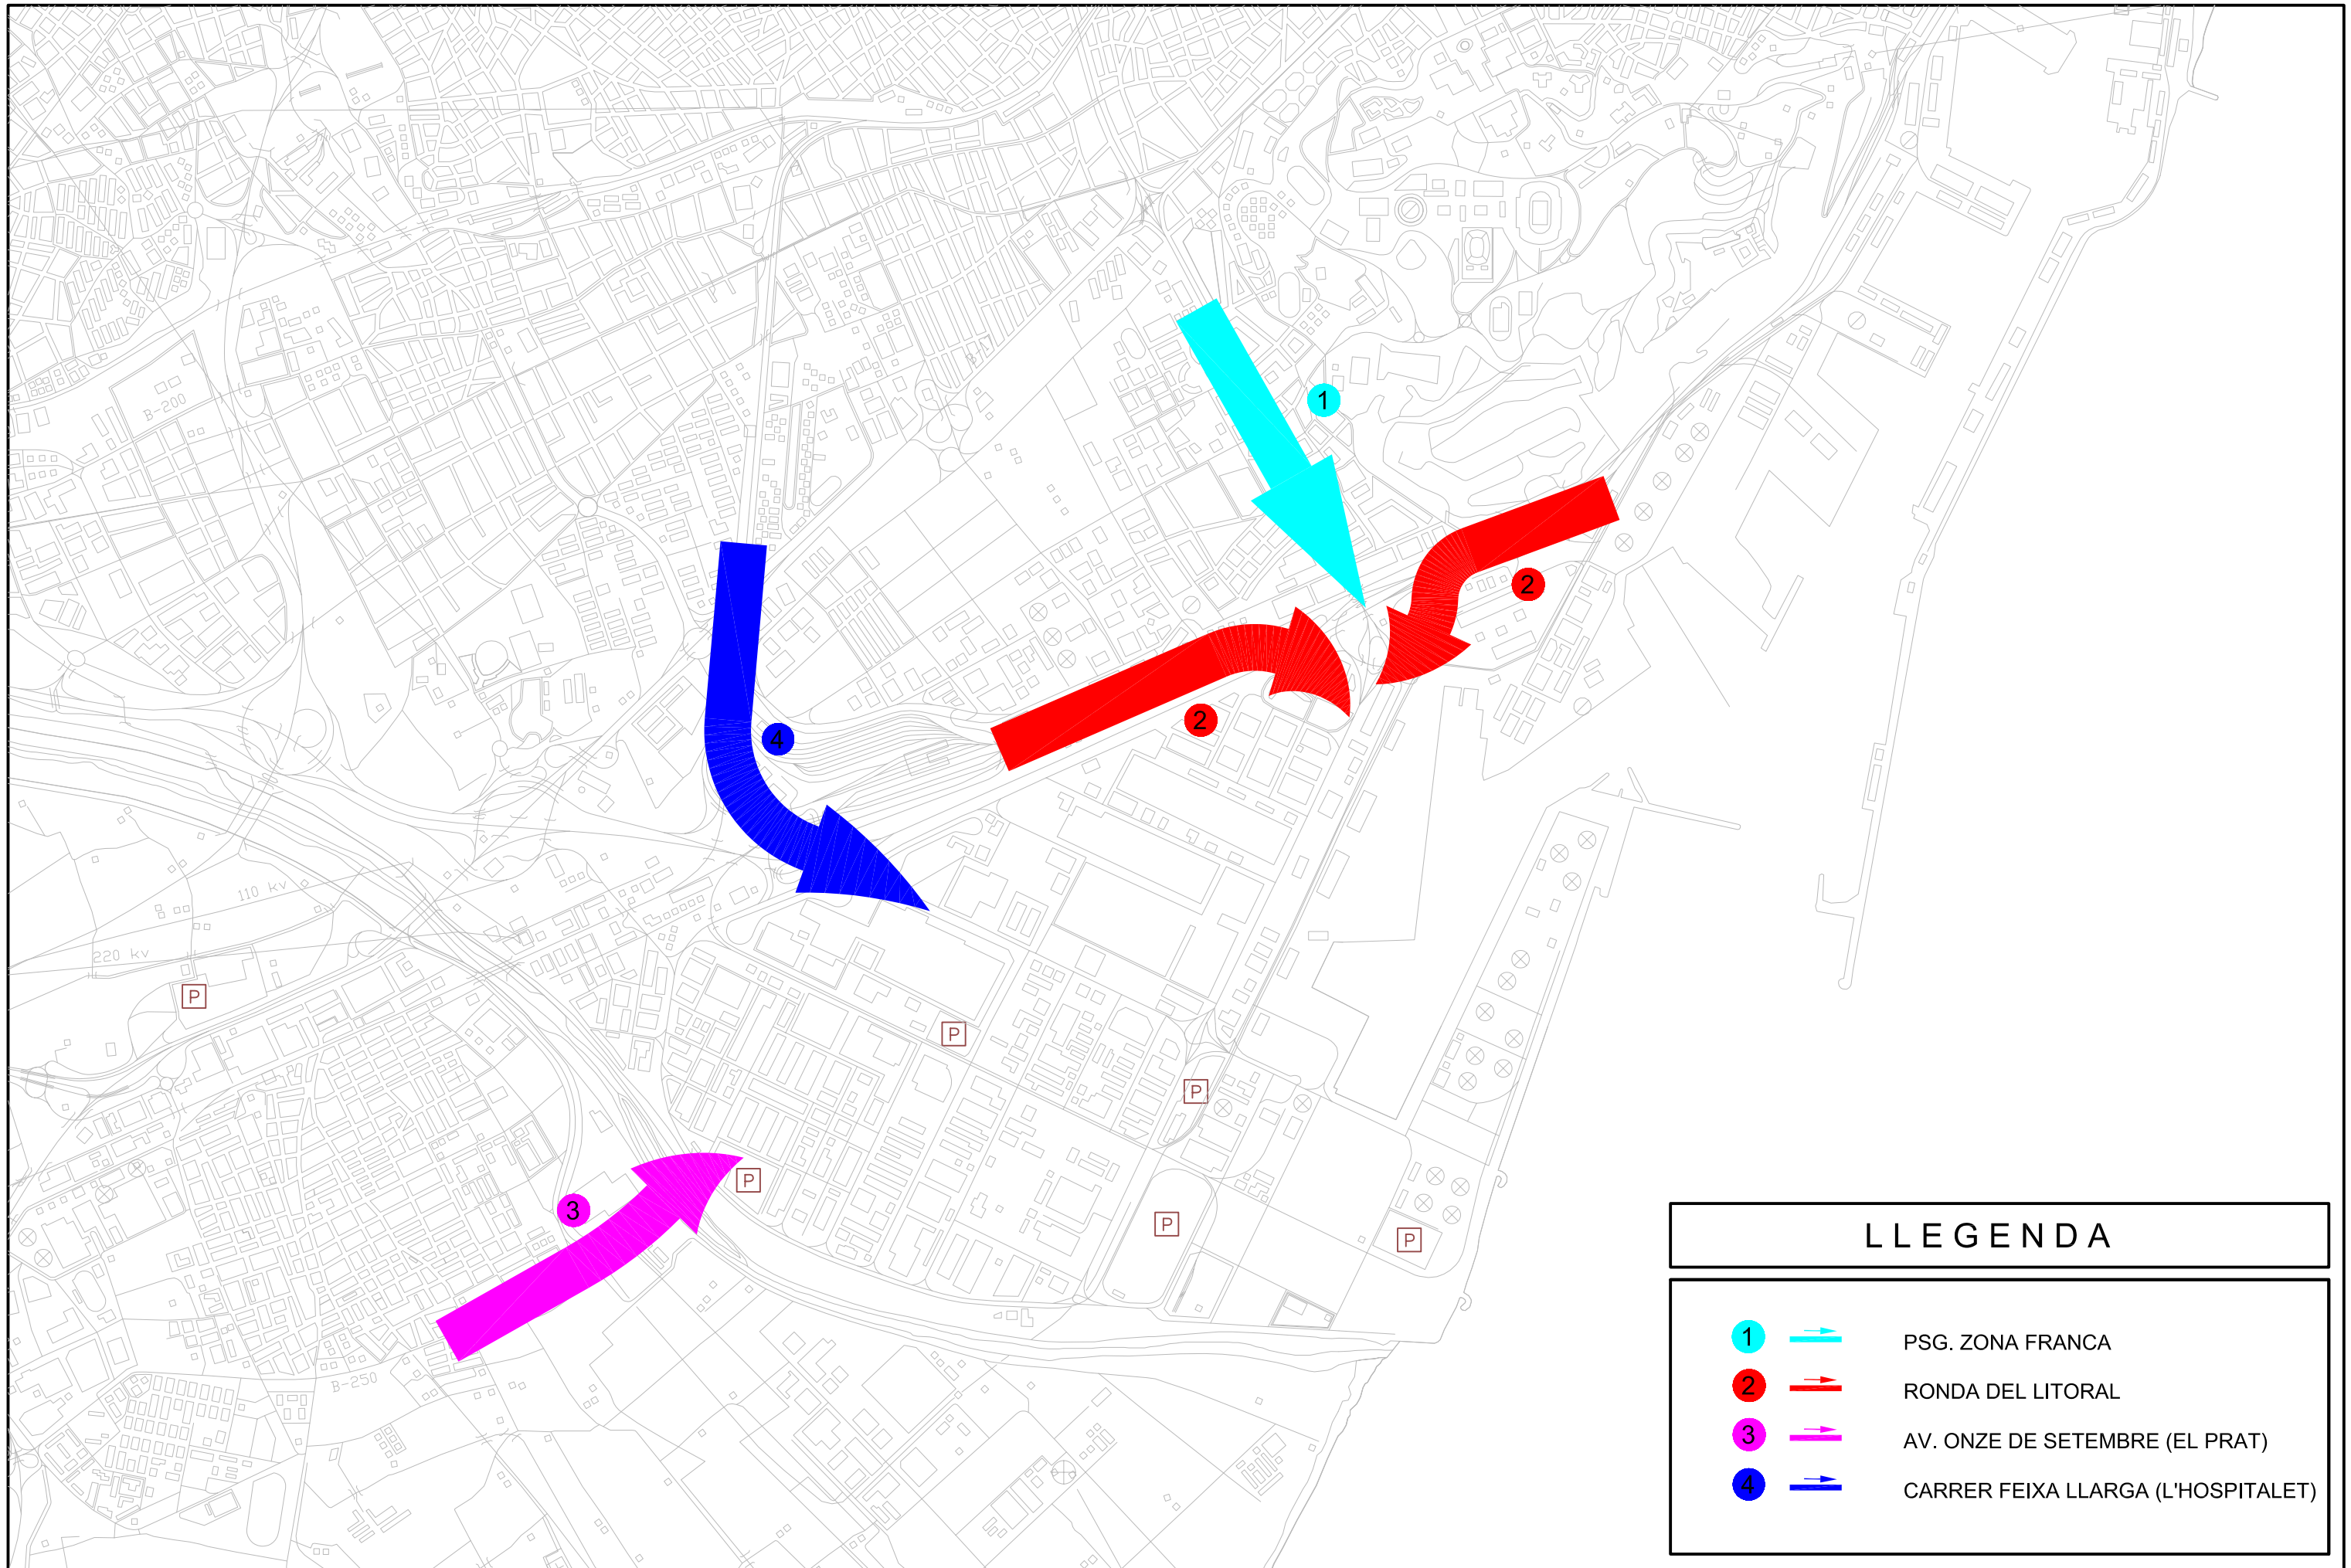 1
B-200
2
2
4
110 kv
220 kv
P
P
P
P
3
P
P
B-250
LLEGENDA
1 PSG. ZONA FRANCA
2 RONDA DEL LITORAL
3 AV. ONZE DE SETEMBRE (EL PRAT)
4 CARRER FEIXA LLARGA (L'HOSPITALET)